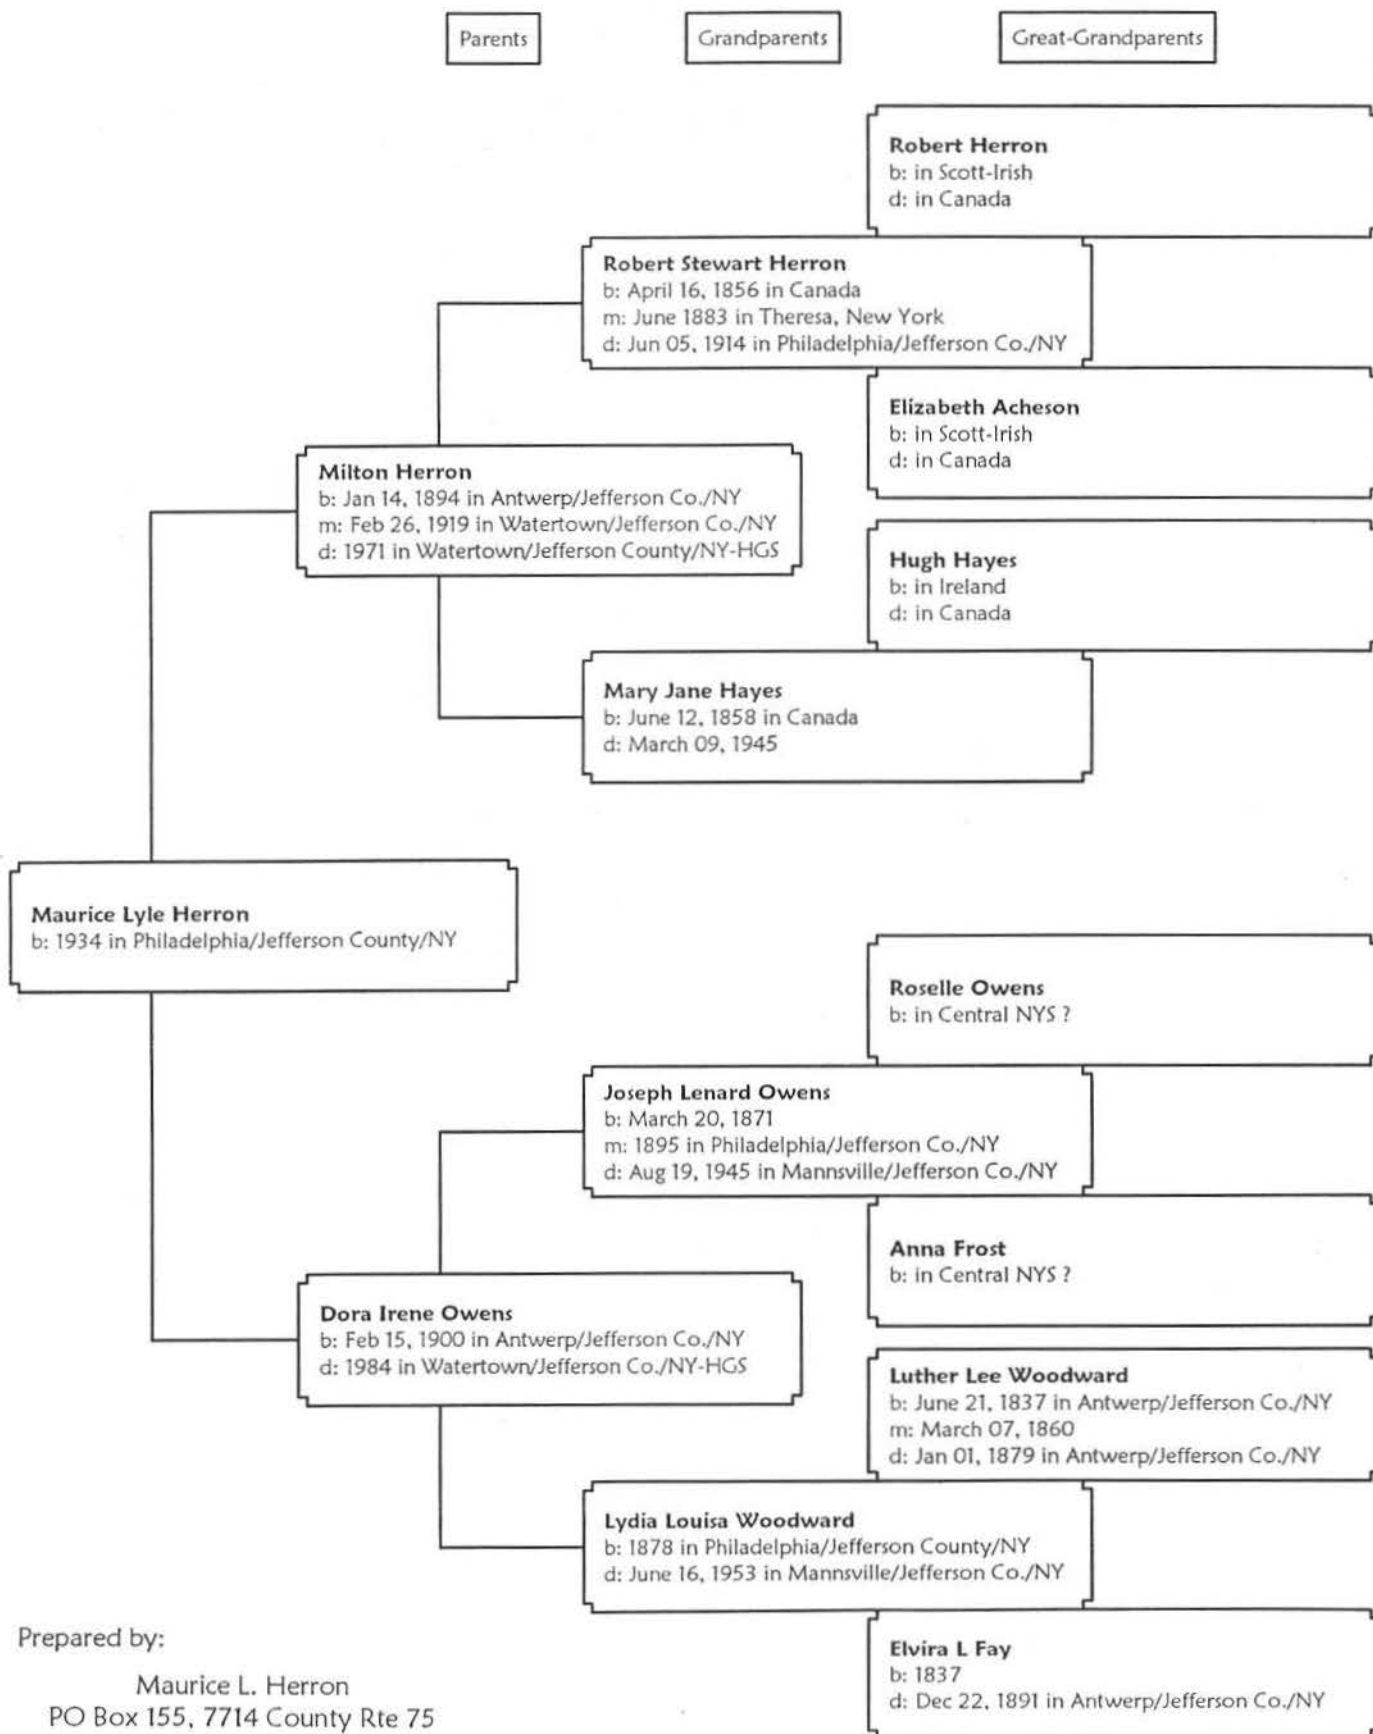 Parents
Grandparents
Great-Grandparents
Robert Herron
b: in Scott-Irish
d: in Canada
Robert Stewart Herron
b: April 16, 1856 in Canada
m: June 1883 in Theresa, New York
d: Jun 05, 1914 in Philadelphia/Jefferson Co./NY
Elizabeth Acheson
b: in Scott-Irish
d: in Canada
Milton Herron
b: Jan 14, 1894 in Antwerp/Jefferson Co./NY
m: Feb 26, 1919 in Watertown/Jefferson Co./NY
d: 1971 in Watertown/Jefferson County/NY-HGS
Hugh Hayes
b: in Ireland
d: in Canada
Mary Jane Hayes
b: June 12, 1858 in Canada
d: March 09, 1945
Maurice Lyle Herron
b: 1934 in Philadelphia/Jefferson County/NY
Roselle Owens
b: in Central NYS ?
Joseph Lenard Owens
b: March 20, 1871
m: 1895 in Philadelphia/Jefferson Co./NY
d: Aug 19, 1945 in Mannsville/Jefferson Co./NY
Anna Frost
b: in Central NYS ?
Dora Irene Owens
b: Feb 15, 1900 in Antwerp/Jefferson Co./NY
d: 1984 in Watertown/Jefferson Co./NY-HGS
Luther Lee Woodward
b: June 21, 1837 in Antwerp/Jefferson Co./NY
m: March 07, 1860
d: Jan 01, 1879 in Antwerp/Jefferson Co./NY
Lydia Louisa Woodward
b: 1878 in Philadelphia/Jefferson County/NY
d: June 16, 1953 in Mannsville/Jefferson Co./NY
Elvira L Fay
b: 1837
d: Dec 22, 1891 in Antwerp/Jefferson Co./NY
Prepared by:
Maurice L. Herron
PO Box 155, 7714 County Rte 75